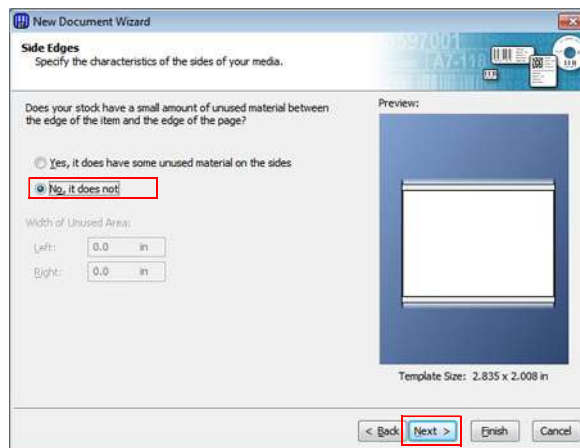 New Document Wizard
Side Edges
Specify the characteristics of the sides of your media.
Does your stock have a small amount of unused material between
the edge of the item and the edge of the page?
Preview:
Yes, it does have some unused material on the sides
No, it does not
Width of Unused Area:
Left: 0.0 in
Right: 0.0 in
Template Size: 2.835 x 2.008 in
< Back Next > Finish Cancel